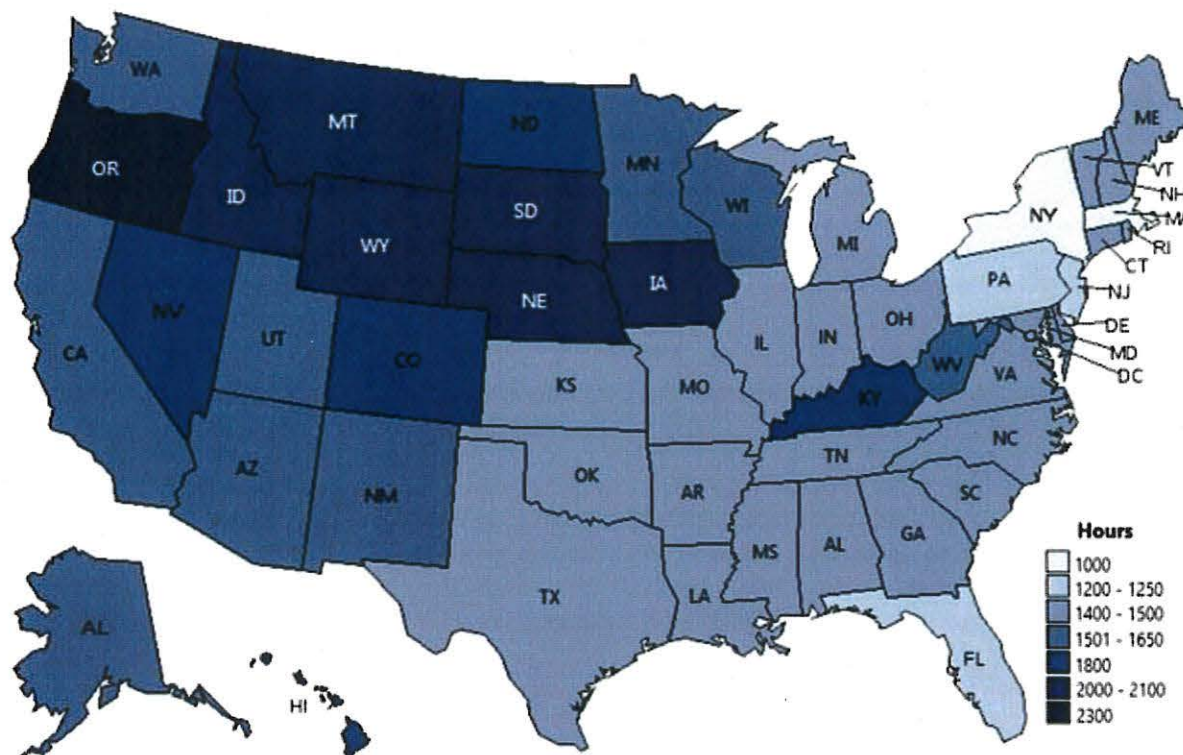 WA
MT
ND
MN
ME
OR
VT
ID
NH
SD
WI
NY
MA
WY
MI
RI
CT
IA
PA
NE
NJ
NV
OH
UT
IL
IN
DE
CA
CO
MD
WV
DC
KS
MO
VA
KY
NC
TN
AZ
OK
NM
AR
SC
GA
MS
AL
Hours
1000
TX
LA
1200 - 1250
1400 - 1500
AL
1501 - 1650
FL
1800
HI
2000 - 2100
2300